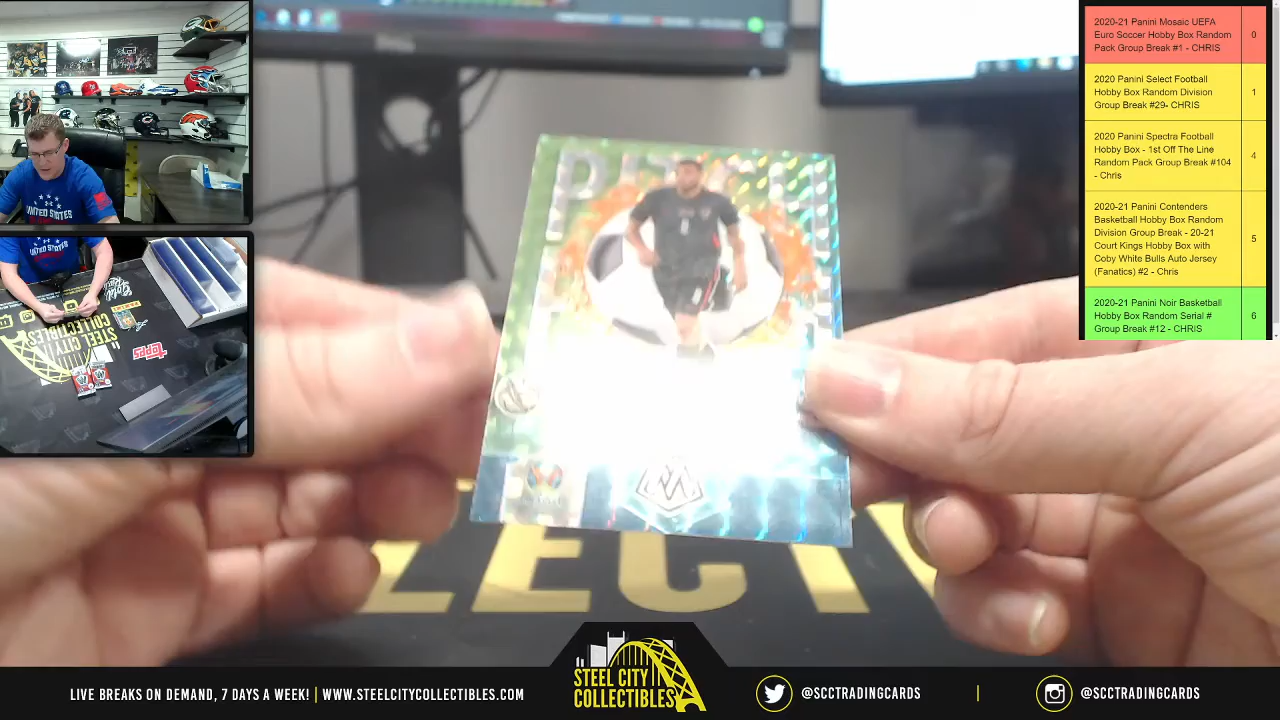 2020-21 Panini Mosaic UEFA
Euro Soccer Hobby Box Random
Pack Group Break #1 - CHRIS
0
2020 Panini Select Football
Hobby Box Random Division
Group Break #29- CHRIS
1
2020 Panini Spectra Football
Hobby Box - 1st Off The Line
Random Pack Group Break #104
- Chris
4
2020-21 Panini Contenders
Basketball Hobby Box Random
Division Group Break - 20-21
Court Kings Hobby Box with
Coby White Bulls Auto Jersey
(Fanatics) #2 - Chris
5
2020-21 Panini Noir Basketball
Hobby Box Random Serial #
Group Break #12 - CHRIS
6
UNITED STATES
STEEL CITY
COLLECTIBLES
topps
PITCH
LECTI
STEEL CITY
COLLECTIBLES
LIVE BREAKS ON DEMAND, 7 DAYS A WEEK! | WWW.STEELCITYCOLLECTIBLES.COM
@SCCTRADINGCARDS
@SCCTRADINGCARDS